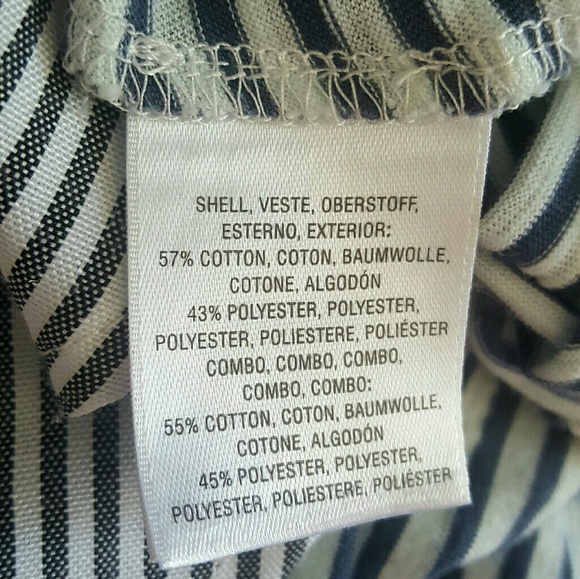 SHELL, VESTE, OBERSTOFF,
ESTERNO, EXTERIOR:
57% COTTON, COTON, BAUMWOLLE,
COTONE, ALGODÓN
43% POLYESTER, POLYESTER,
POLYESTER, POLIESTERE, POLIÉSTER
COMBO, COMBO, COMBO,
COMBO, COMBO:
55% COTTON, COTON, BAUMWOLLE,
COTONE, ALGODÓN
45% POLYESTER, POLYESTER,
POLYESTER, POLIESTERE, POLIÉSTER